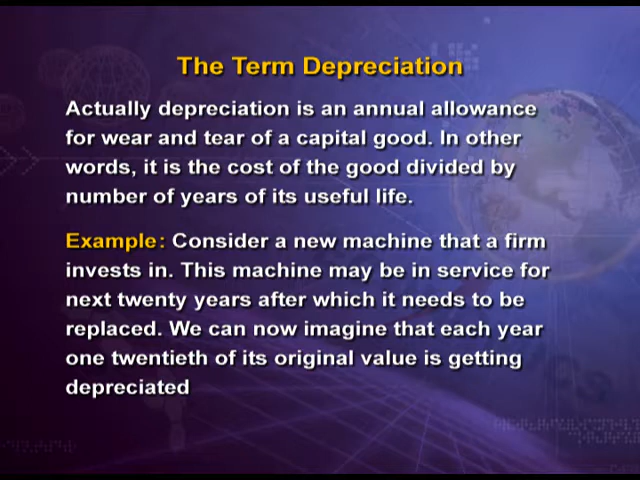 The Term Depreciation
Actually depreciation is an annual allowance
for wear and tear of a capital good. In other
words, it is the cost of the good divided by
number of years of its useful life.
Example: Consider a new machine that a firm
invests in. This machine may be in service for
next twenty years after which it needs to be
replaced. We can now imagine that each year
one twentieth of its original value is getting
depreciated